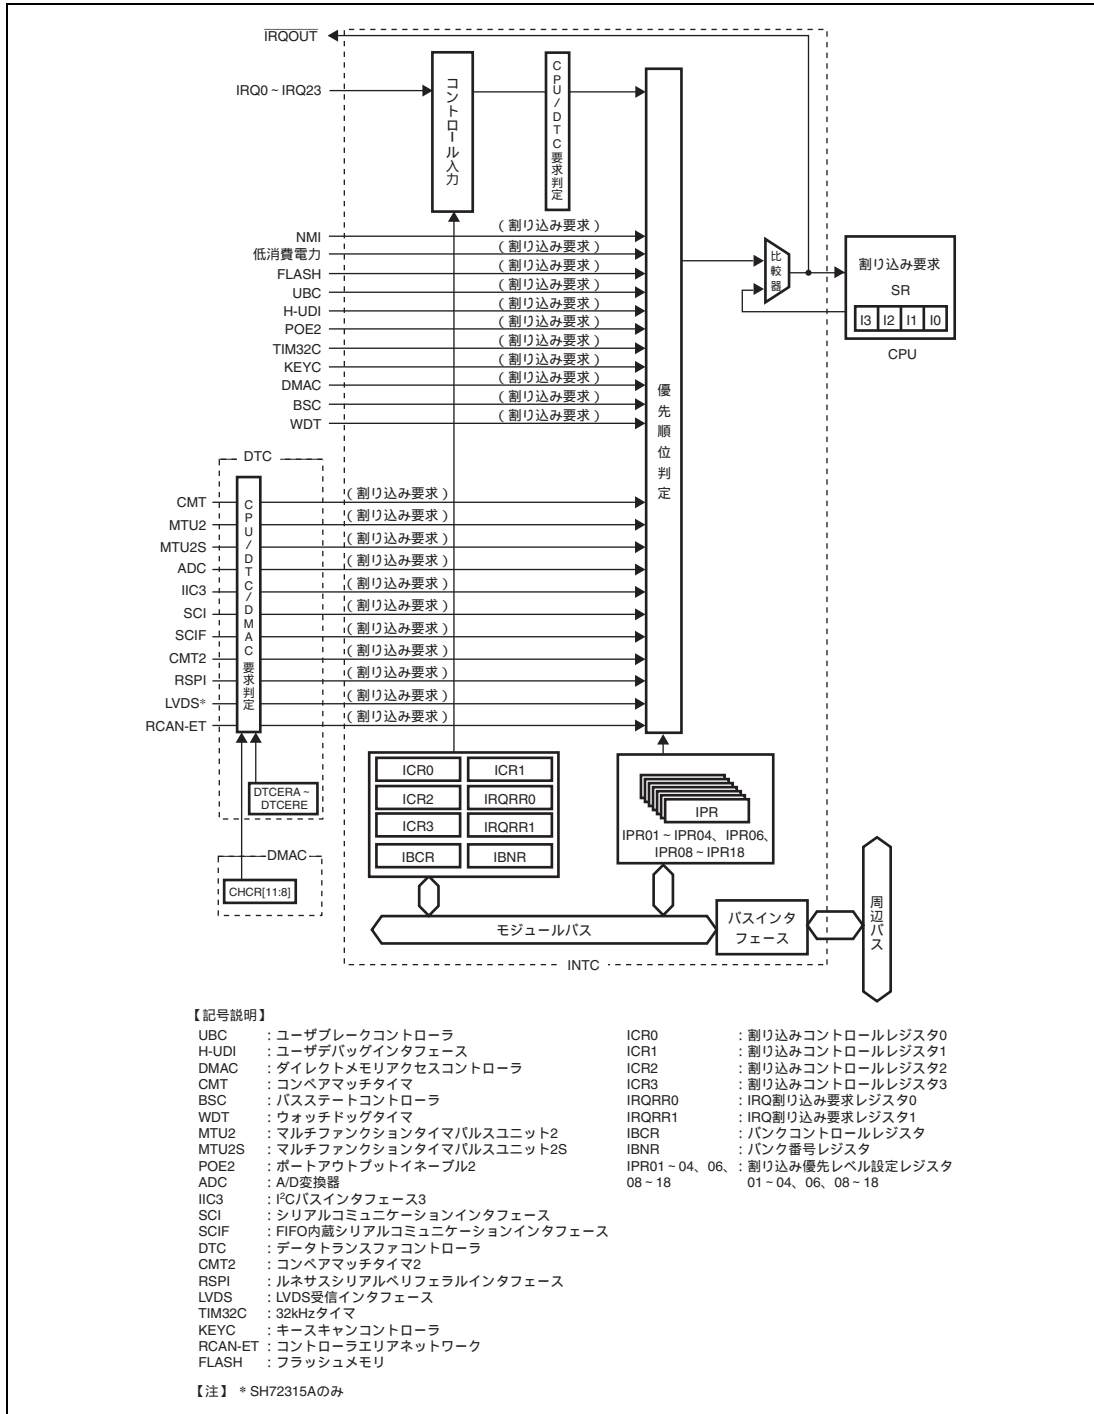 IRQOUT
IRQ0 ~ IRQ23
コントロール入力
CPU/DTC要求判定
NMI
(割り込み要求)
低消費電力
(割り込み要求)
FLASH
(割り込み要求)
UBC
(割り込み要求)
H-UDI
(割り込み要求)
POE2
(割り込み要求)
TIM32C
(割り込み要求)
KEYC
(割り込み要求)
DMAC
(割り込み要求)
BSC
(割り込み要求)
WDT
(割り込み要求)
優先順位判定
比較器
割り込み要求
SR
I3 I2 I1 I0
CPU
DTC
CPU/DTC/DMAC要求判定
CMT
(割り込み要求)
MTU2
(割り込み要求)
MTU2S
(割り込み要求)
ADC
(割り込み要求)
IIC3
(割り込み要求)
SCI
(割り込み要求)
SCIF
(割り込み要求)
CMT2
(割り込み要求)
RSPI
(割り込み要求)
LVDS*
(割り込み要求)
RCAN-ET
(割り込み要求)
DTCERA ~
DTCERE
DMAC
CHCR[11:8]
ICR0 ICR1
ICR2 IRQRR0
ICR3 IRQRR1
IBCR IBNR
IPR
IPR01 ~ IPR04、IPR06、
IPR08 ~ IPR18
モジュールバス
バスインタ
フェース
周辺バス
INTC
【記号説明】
UBC : ユーザブレークコントローラ
H-UDI : ユーザデバッグインタフェース
DMAC : ダイレクトメモリアクセスコントローラ
CMT : コンペアマッチタイマ
BSC : バスステートコントローラ
WDT : ウォッチドッグタイマ
MTU2 : マルチファンクションタイマパルスユニット2
MTU2S : マルチファンクションタイマパルスユニット2S
POE2 : ポートアウトプットイネーブル2
ADC : A/D変換器
IIC3 : I²Cバスインタフェース3
SCI : シリアルコミュニケーションインタフェース
SCIF : FIFO内蔵シリアルコミュニケーションインタフェース
DTC : データトランスファコントローラ
CMT2 : コンペアマッチタイマ2
RSPI : ルネサスシリアルペリフェラルインタフェース
LVDS : LVDS受信インタフェース
TIM32C : 32kHzタイマ
KEYC : キースキャンコントローラ
RCAN-ET : コントローラエリアネットワーク
FLASH : フラッシュメモリ
ICR0 : 割り込みコントロールレジスタ0
ICR1 : 割り込みコントロールレジスタ1
ICR2 : 割り込みコントロールレジスタ2
ICR3 : 割り込みコントロールレジスタ3
IRQRR0 : IRQ割り込み要求レジスタ0
IRQRR1 : IRQ割り込み要求レジスタ1
IBCR : バンクコントロールレジスタ
IBNR : バンク番号レジスタ
IPR01 ~ 04、06、 : 割り込み優先レベル設定レジスタ
08 ~ 18 01 ~ 04、06、08 ~ 18
【注】 * SH72315Aのみ